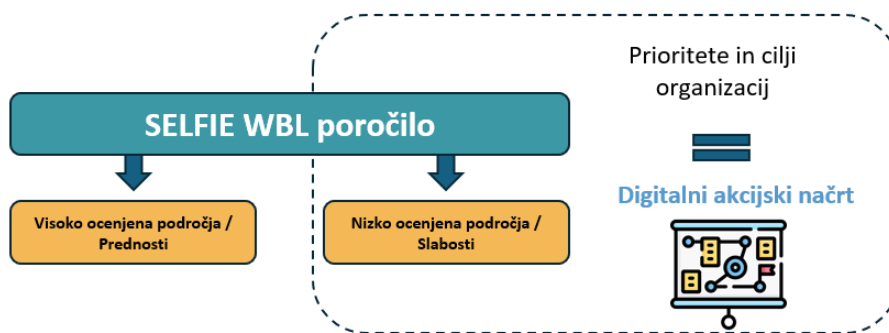 Prioritete in cilji
organizacij
SELFIE WBL poročilo
Digitalni akcijski načrt
Visoko ocenjena področja /
Prednosti
Nizko ocenjena področja /
Slabosti